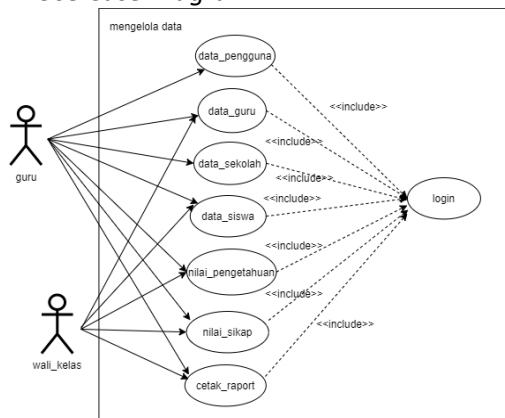 mengelola data
data_pengguna
<<include>>
data_guru
<<include>>
guru
data_sekolah
<<include>>
data_siswa
<<include>>
login
nilai_pengetahuan
<<include>>
<<include>>
nilai_sikap
<<include>>
wali_kelas
cetak_raport